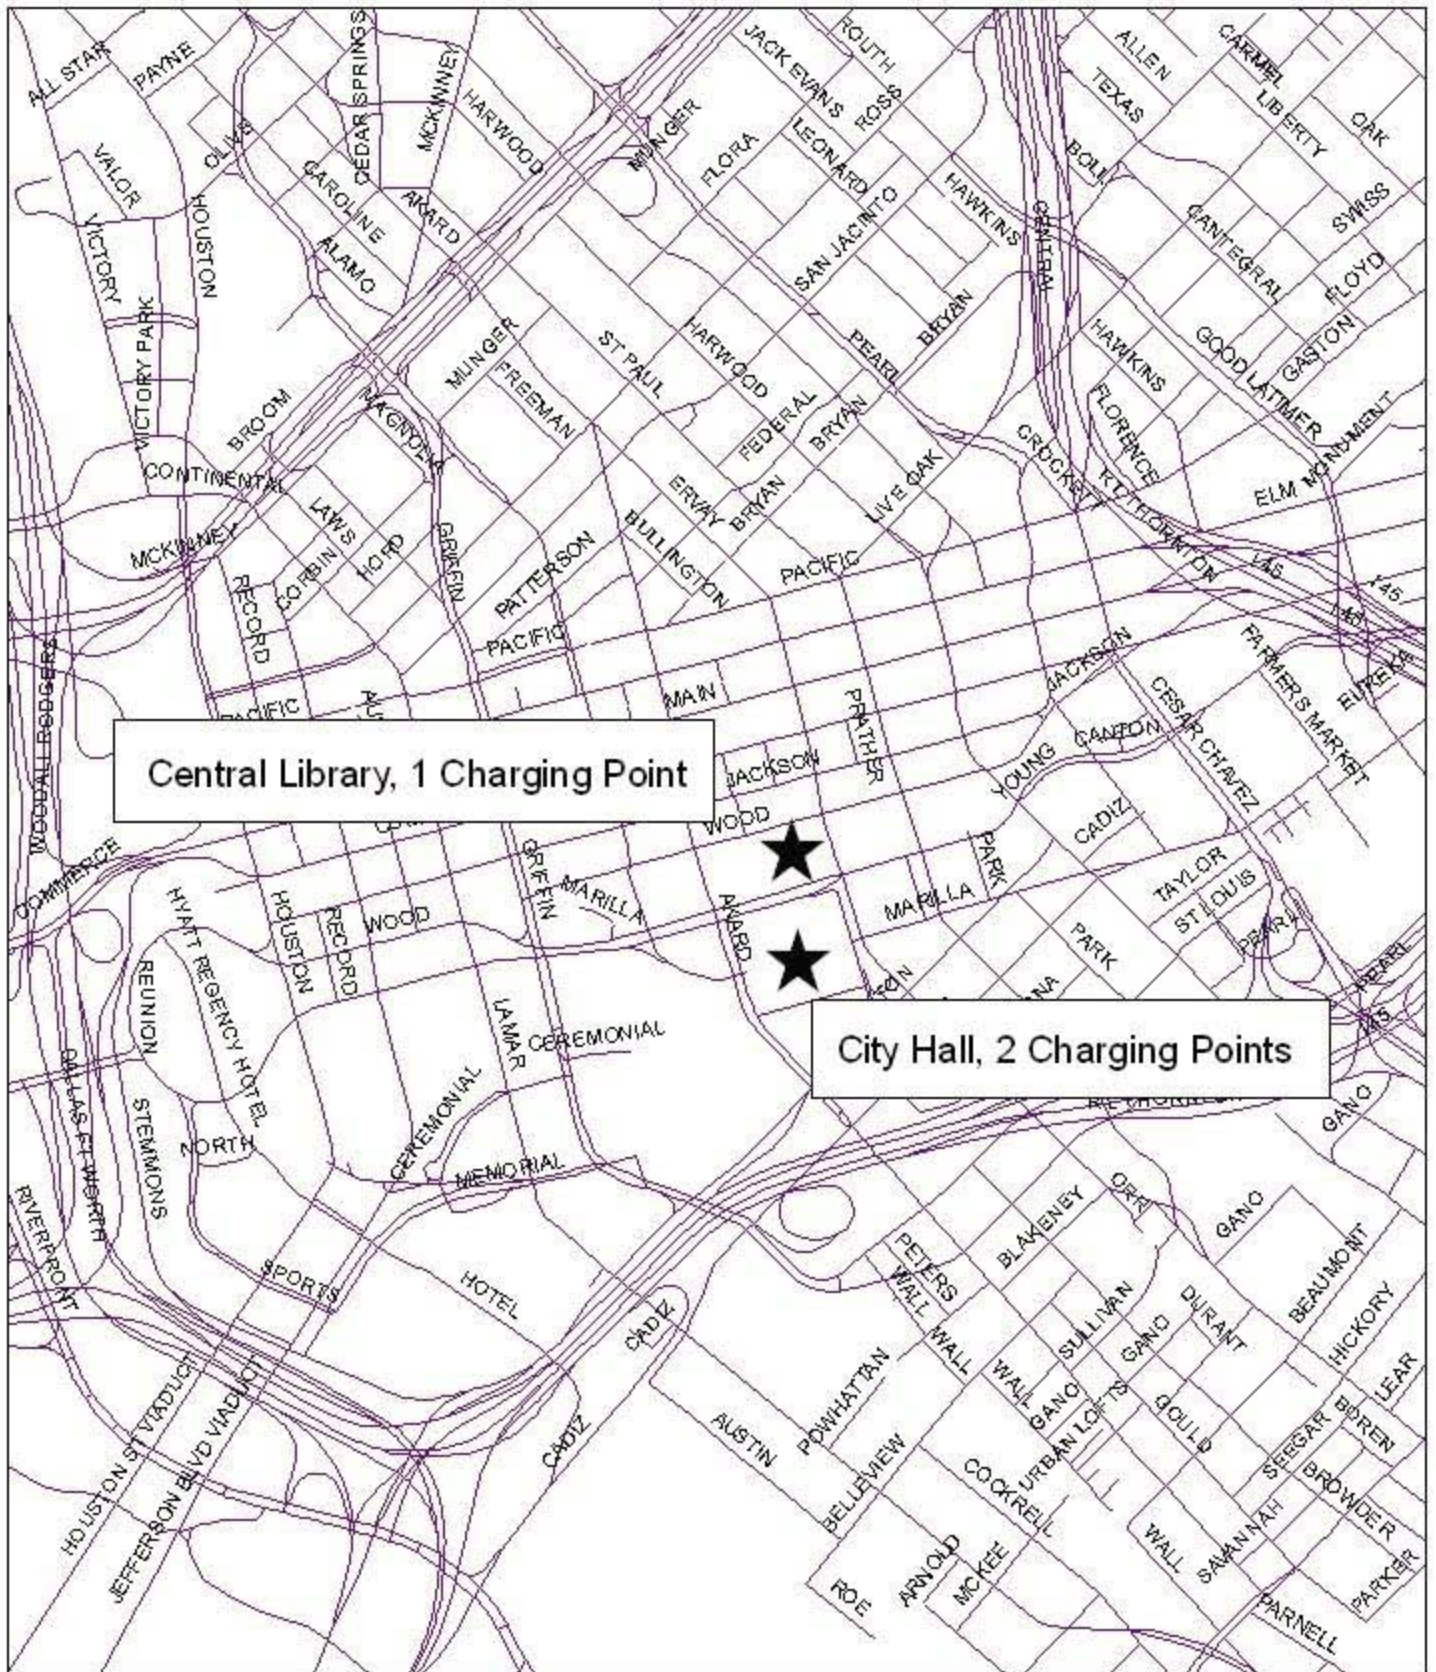 ALL STAR
PAYNE
CEDAR SPRINGS
MCKINNEY
HARWOOD
JACK EVANS
ROUTH
ROSS
ALLEN
CARMEL
TEXAS
LIBERTY
OAK
OLIVE
MUNGER
FLORA
LEONARD
BOLL
VALOR
CAROLINE
AKARD
SAN JACINTO
HAWKINS
CENTRAL
SWISS
HOUSTON
VICTORY
ALAMO
CANTEGRAL
FLOYD
VICTORY PARK
MUNGER
FREEMAN
ST PAUL
HARWOOD
PEARL
BRYAN
HAWKINS
GOOD LATIMER
GASTON
BROOM
MAGNOLIA
FEDERAL
BRYAN
FLORENCE
CROCKETT
CONTINENTAL
LAWS
ERVAY
BRYAN
LIVE OAK
ELM
MONUMENT
MCKINNEY
CORBIN
HORD
GRIFFIN
PATTERSON
BULLINGTON
PACIFIC
RL THORNTON
I 45
I 45
I 45
RECORD
PACIFIC
WOODALL RODGERS
MAIN
PRATHER
JACKSON
CESAR CHAVEZ
FARMERS MARKET
EUREKA
PACIFIC
Central Library, 1 Charging Point
JACKSON
YOUNG
CANTON
WOOD
CADIZ
COMMERCE
HYATT REGENCY HOTEL
HOUSTON
RECORD
WOOD
GRIFFIN
MARILLA
AKARD
MARILLA
PARK
TAYLOR
ST LOUIS
PEARL
PARK
PEARL
I 45
REUNION
LAMAR
CEREMONIAL
City Hall, 2 Charging Points
DALLAS FT WORTH
STEMMONS
NORTH
CEREMONIAL
MEMORIAL
GANO
RIVERFRONT
SPORTS
HOTEL
CADIZ
PETERS
WALL
BLAKENEY
ORR
GANO
BEAUMONT
WALL
SULLIVAN
GANO
DURANT
HICKORY
HOUSTON ST VIADUCT
JEFFERSON BLVD VIADUCT
CADIZ
AUSTIN
POWHATTAN
WALL
GANO
URBAN LOFTS
GOULD
LEAR
BOREN
SEEGAR
BROWDER
BELLEVIEW
COCKRELL
WALL
SAVANNAH
PARKER
ROE
ARNOLD
MCKEE
PARNELL